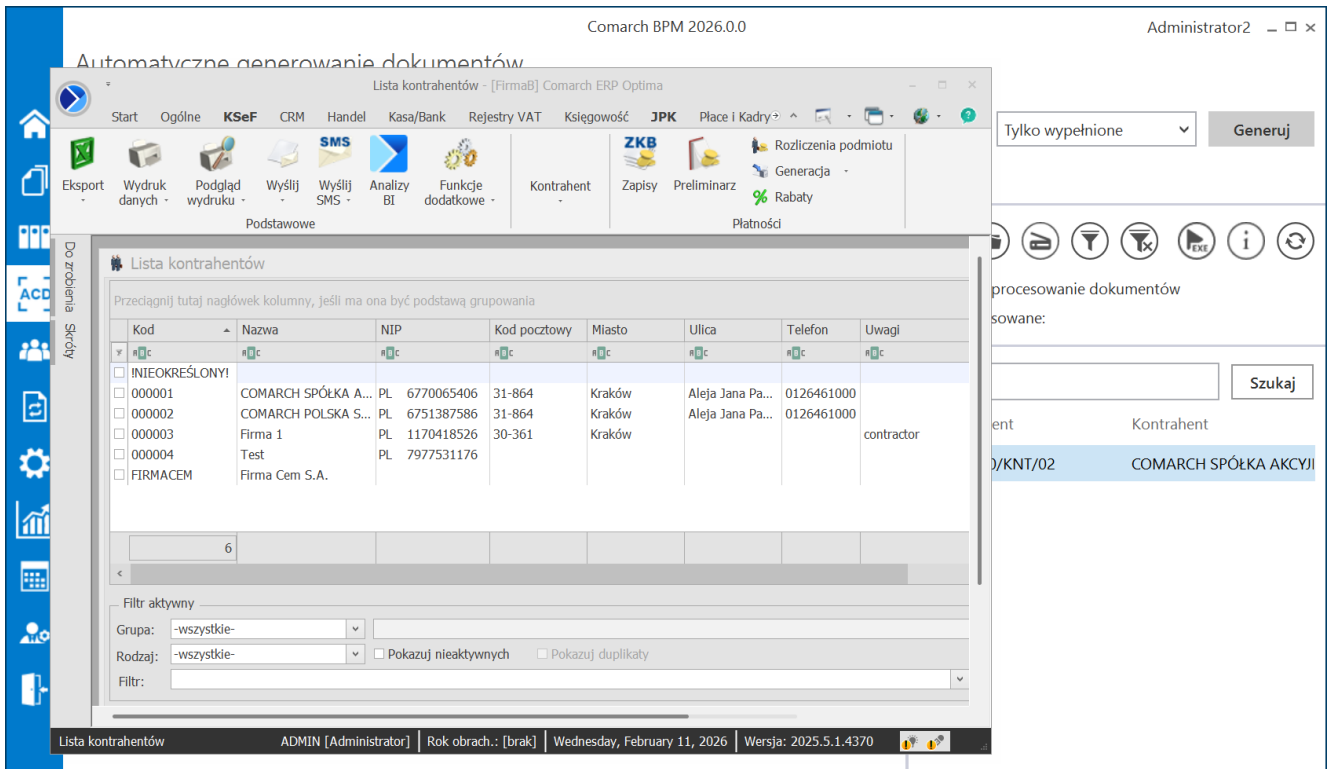 Comarch BPM 2026.0.0
Administrator2
Automatyczne generowanie dokumentów
Lista kontrahentów - [FirmaB] Comarch ERP Optima
Start Ogólne KSeF CRM Handel Kasa/Bank Rejestry VAT Księgowość JPK Płace i Kadry
Tylko wypełnione
Generuj
Eksport
Wydruk danych
Podgląd wydruku
Wyślij
SMS
Wyślij SMS
Analizy BI
Funkcje dodatkowe
Podstawowe
Kontrahent
ZKB
Zapisy
Preliminarz
Rozliczenia podmiotu
Generacja
% Rabaty
Płatności
EXE
ACD
Do zrobienia
Skróty
Lista kontrahentów
procesowanie dokumentów
sowane:
Przeciągnij tutaj nagłówek kolumny, jeśli ma ona być podstawą grupowania
Kod Nazwa NIP Kod pocztowy Miasto Ulica Telefon Uwagi
!NIEOKREŚLONY!
000001 COMARCH SPÓŁKA A... PL 6770065406 31-864 Kraków Aleja Jana Pa... 0126461000
000002 COMARCH POLSKA S... PL 6751387586 31-864 Kraków Aleja Jana Pa... 0126461000
000003 Firma 1 PL 1170418526 30-361 Kraków contractor
000004 Test PL 7977531176
FIRMACEM Firma Cem S.A.
6
Szukaj
ent Kontrahent
/KNT/02 COMARCH SPÓŁKA AKCYJ
Filtr aktywny
Grupa: -wszystkie-
Rodzaj: -wszystkie- Pokazuj nieaktywnych Pokazuj duplikaty
Filtr:
Lista kontrahentów ADMIN [Administrator] Rok obrach.: [brak] Wednesday, February 11, 2026 Wersja: 2025.5.1.4370